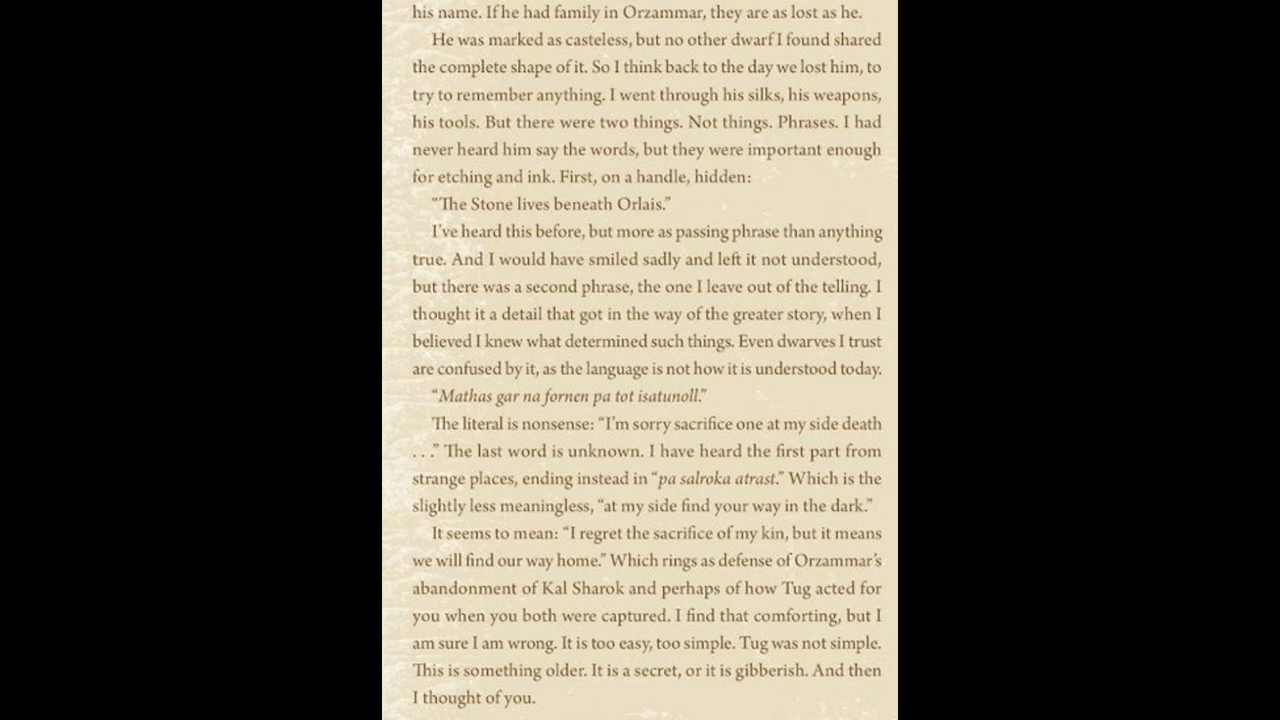 his name. If he had family in Orzammar, they are as lost as he.
He was marked as casteless, but no other dwarf I found shared
the complete shape of it. So I think back to the day we lost him, to
try to remember anything. I went through his silks, his weapons,
his tools. But there were two things. Not things. Phrases. I had
never heard him say the words, but they were important enough
for etching and ink. First, on a handle, hidden:
“The Stone lives beneath Orlais.”
I’ve heard this before, but more as passing phrase than anything
true. And I would have smiled sadly and left it not understood,
but there was a second phrase, the one I leave out of the telling. I
thought it a detail that got in the way of the greater story, when I
believed I knew what determined such things. Even dwarves I trust
are confused by it, as the language is not how it is understood today.
“Mathas gar na fornen pa tot isatunoll.”
The literal is nonsense: “I’m sorry sacrifice one at my side death
. . .” The last word is unknown. I have heard the first part from
strange places, ending instead in “pa salroka atrast.” Which is the
slightly less meaningless, “at my side find your way in the dark.”
It seems to mean: “I regret the sacrifice of my kin, but it means
we will find our way home.” Which rings as defense of Orzammar’s
abandonment of Kal Sharok and perhaps of how Tug acted for
you when you both were captured. I find that comforting, but I
am sure I am wrong. It is too easy, too simple. Tug was not simple.
This is something older. It is a secret, or it is gibberish. And then
I thought of you.